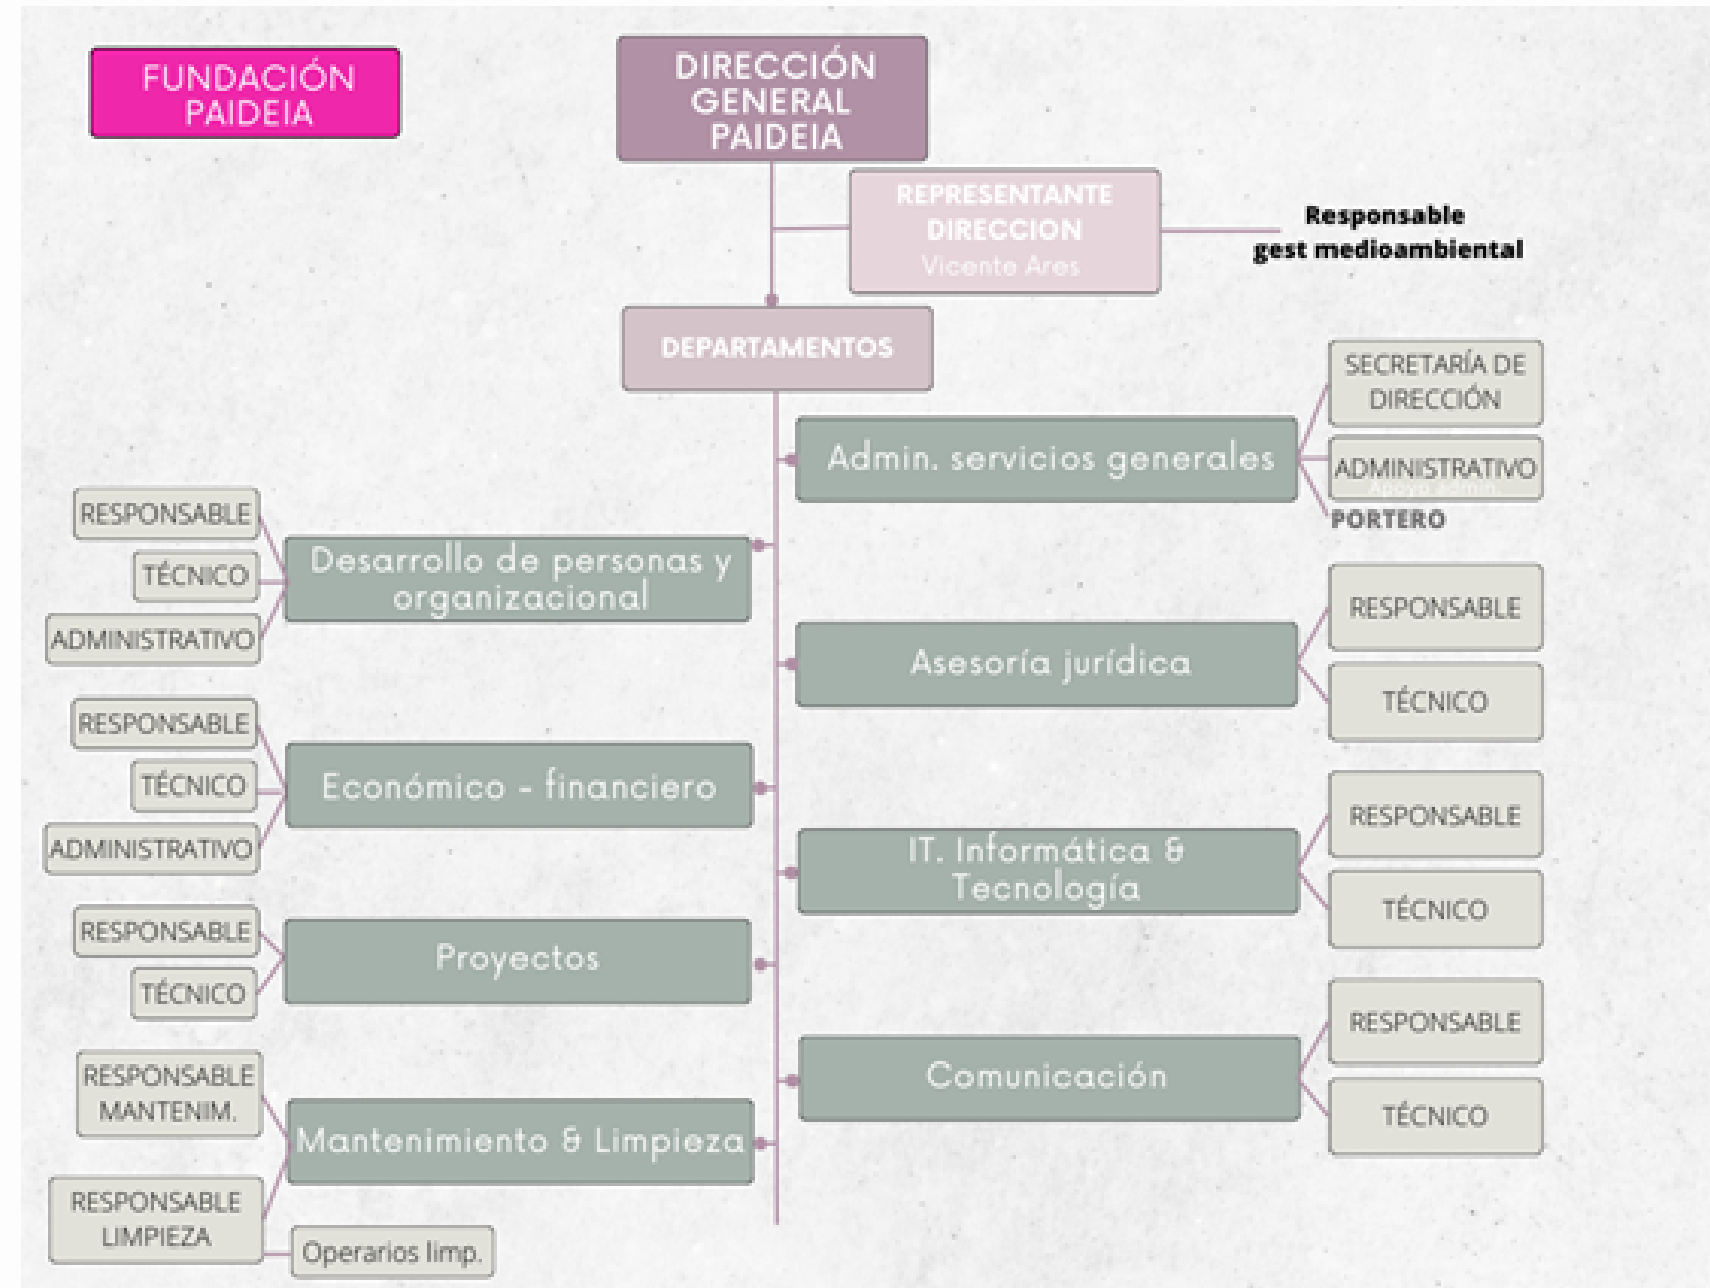 FUNDACIÓN
PAIDEIA
DIRECCIÓN
GENERAL
PAIDEIA
REPRESENTANTE
DIRECCION
Vicente Ares
Responsable
gest medioambiental
DEPARTAMENTOS
Admin. servicios generales
SECRETARÍA DE
DIRECCIÓN
ADMINISTRATIVO
Apoyo admin.
PORTERO
RESPONSABLE
TÉCNICO
ADMINISTRATIVO
Desarrollo de personas y
organizacional
Asesoría jurídica
RESPONSABLE
TÉCNICO
RESPONSABLE
TÉCNICO
ADMINISTRATIVO
Económico - financiero
IT. Informática &
Tecnología
RESPONSABLE
TÉCNICO
RESPONSABLE
TÉCNICO
Proyectos
Comunicación
RESPONSABLE
TÉCNICO
RESPONSABLE
MANTENIM.
Mantenimiento & Limpieza
RESPONSABLE
LIMPIEZA
Operarios limp.